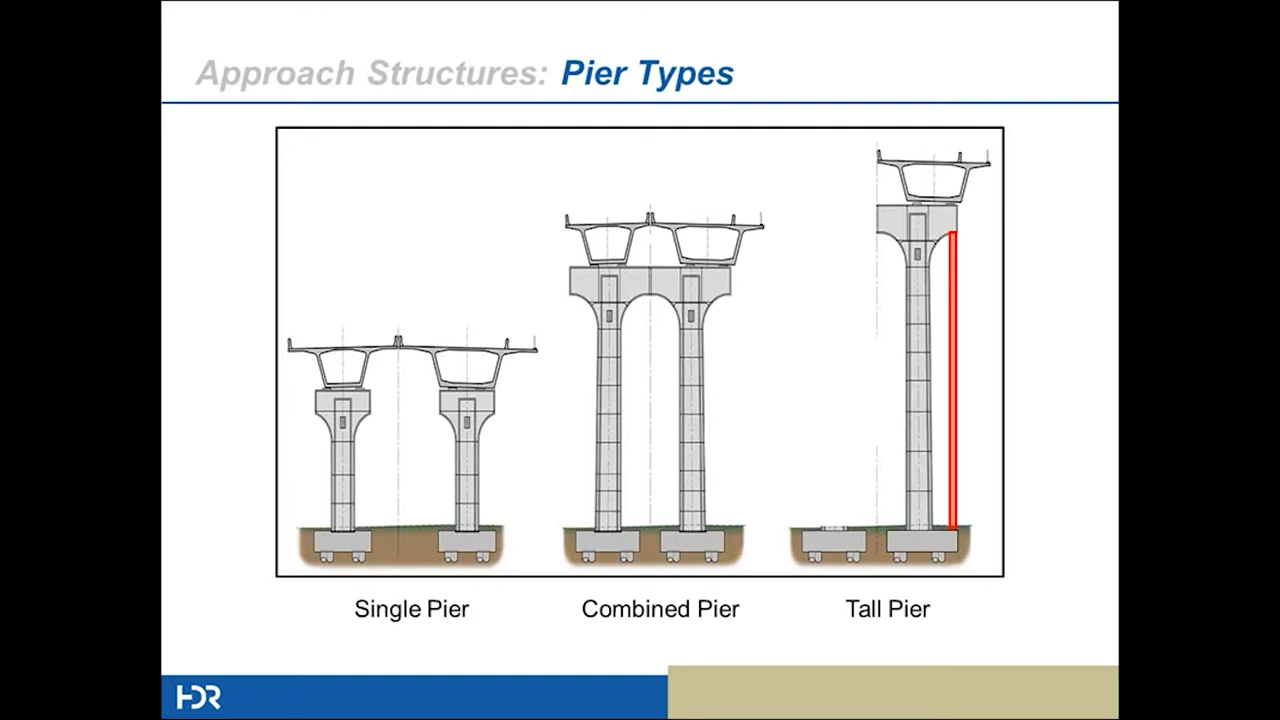 Approach Structures: Pier Types
Single Pier
Combined Pier
Tall Pier
HDR